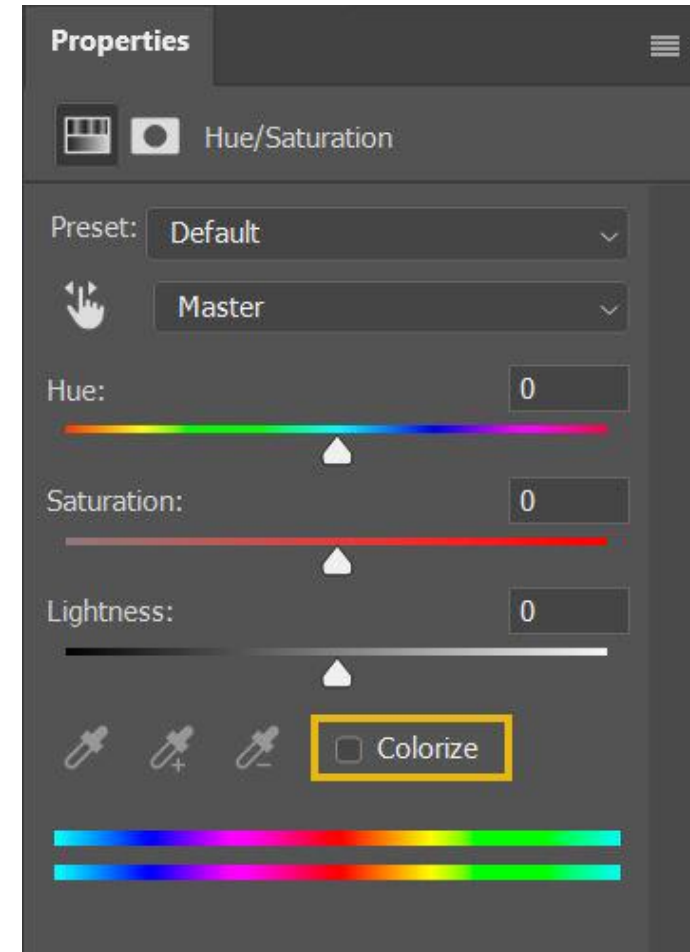 Properties
Hue/Saturation
Preset: Default
Master
Hue: 0
Saturation: 0
Lightness: 0
Colorize